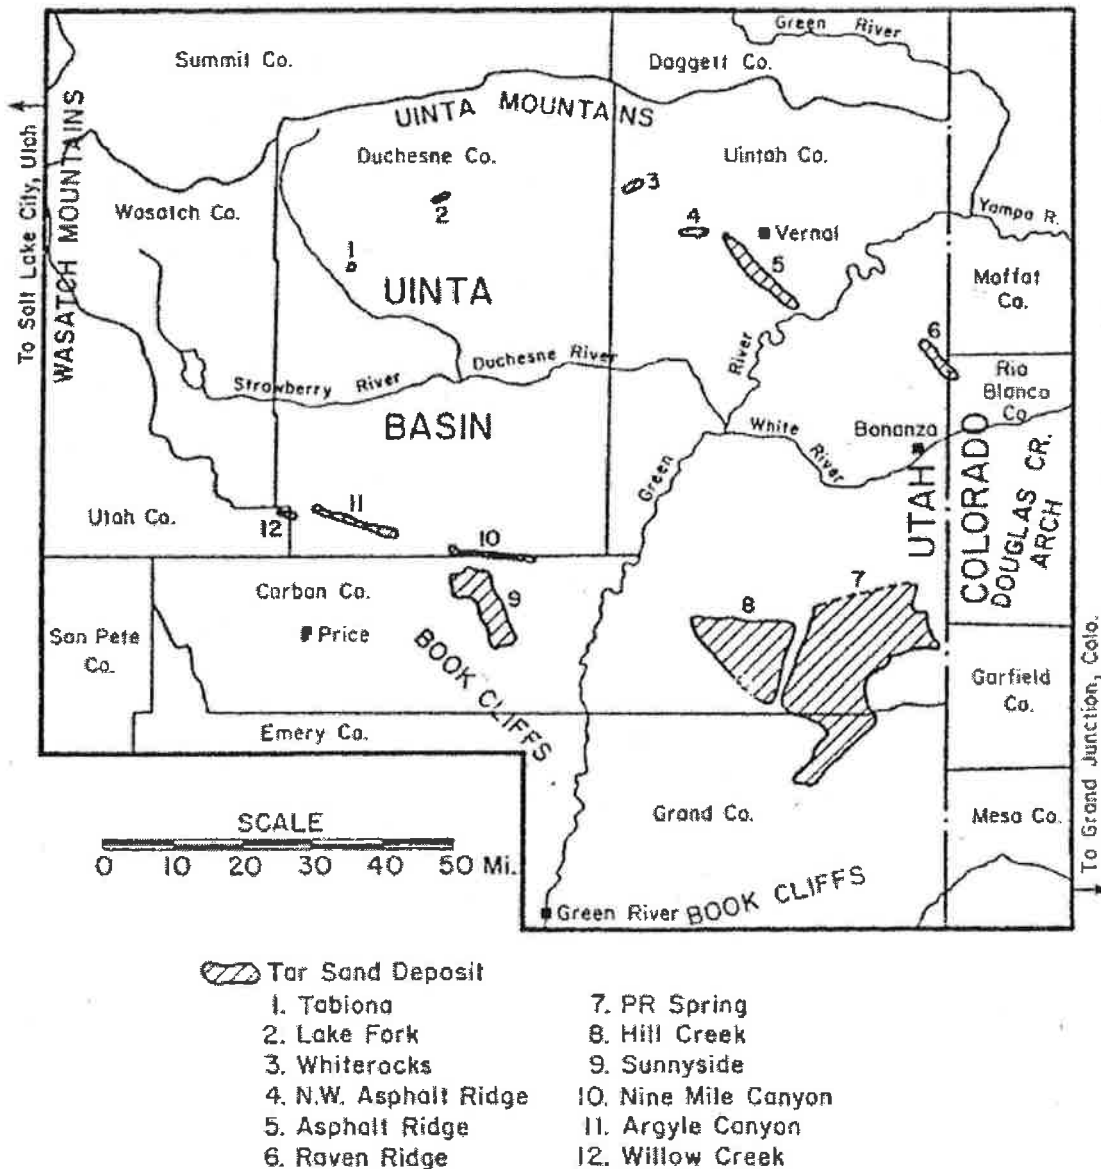 Green River
Summit Co.
Daggett Co.
To Salt Lake City, Utah
WASATCH MOUNTAINS
UINTA MOUNTAINS
Duchesne Co.
Uintah Co.
3
2
Wasatch Co.
4
Vernal
Yampa R.
1
5
Moffat
Co.
UINTA
6
River
Duchesne River
Strawberry River
Rio
Blanco
Co.
BASIN
White River
Bonanza
Green
UTAH
COLORADO
DOUGLAS CR.
ARCH
Utah Co.
12
11
10
Carbon Co.
9
8
7
San Pete
Co.
Price
BOOK CLIFFS
Garfield
Co.
Emery Co.
To Grand Junction, Colo.
SCALE
0 10 20 30 40 50 Mi.
Grand Co.
Mesa Co.
Green River
BOOK CLIFFS
Tar Sand Deposit
1. Tabiona
2. Lake Fork
3. Whiterocks
4. N.W. Asphalt Ridge
5. Asphalt Ridge
6. Raven Ridge
7. PR Spring
8. Hill Creek
9. Sunnyside
10. Nine Mile Canyon
11. Argyle Canyon
12. Willow Creek